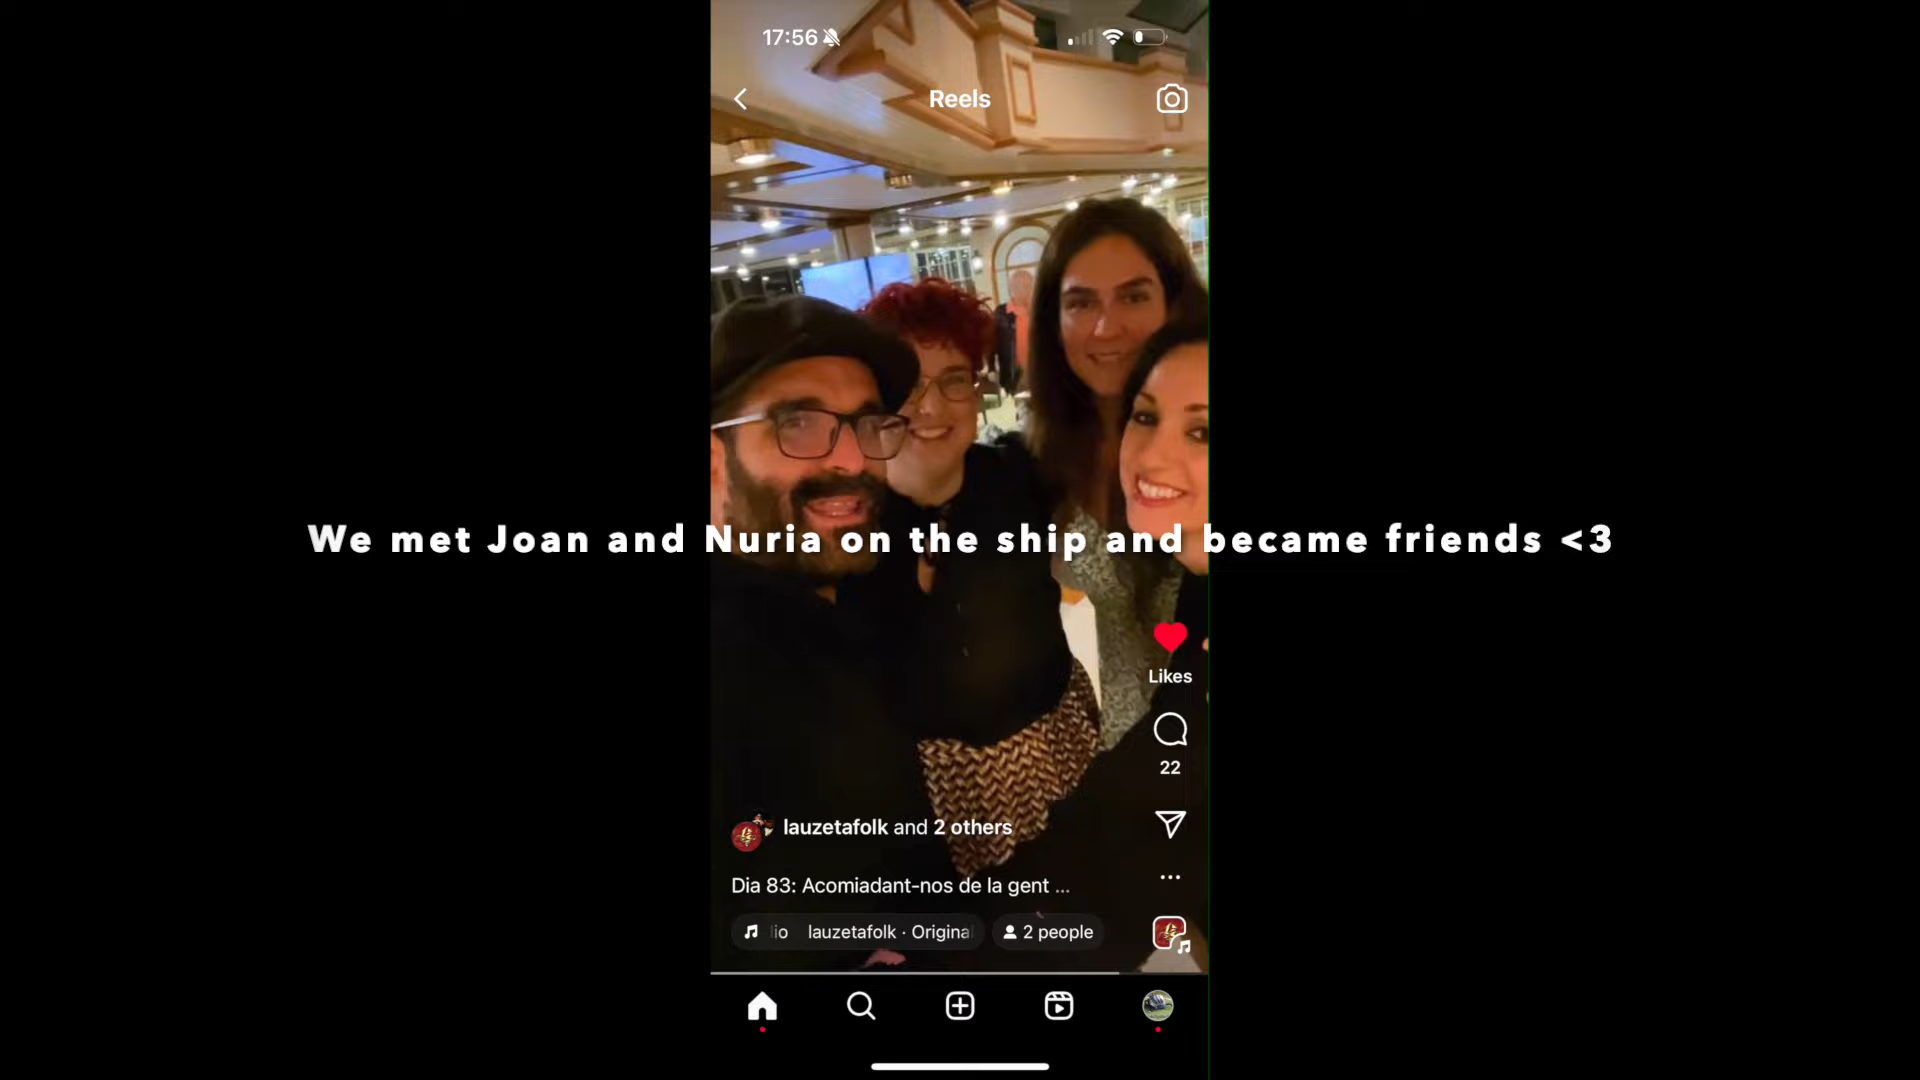 17:56
Reels
We met Joan and Nuria on the ship and became friends <3
Likes
22
lauzetafolk and 2 others
Dia 83: Acomiadant-nos de la gent ...
io lauzetafolk · Origina
2 people